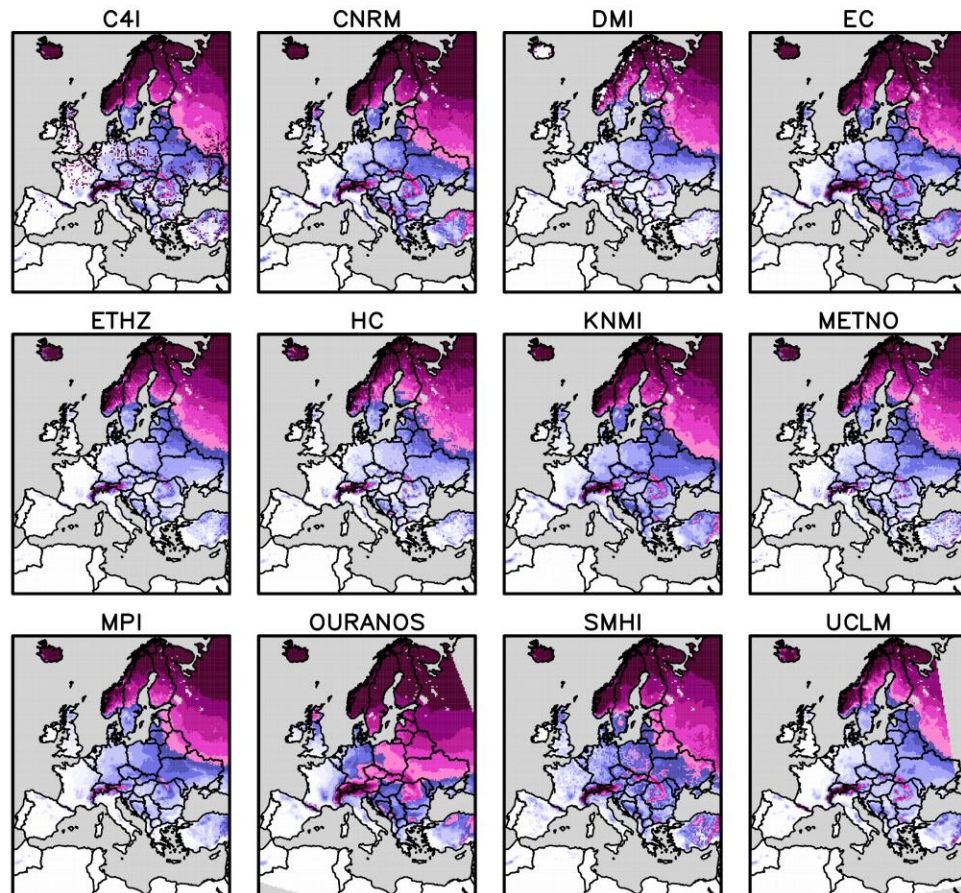 C4I CNRM DMI EC
ETHZ HC KNMI METNO
MPI OURANOS SMHI UCLM